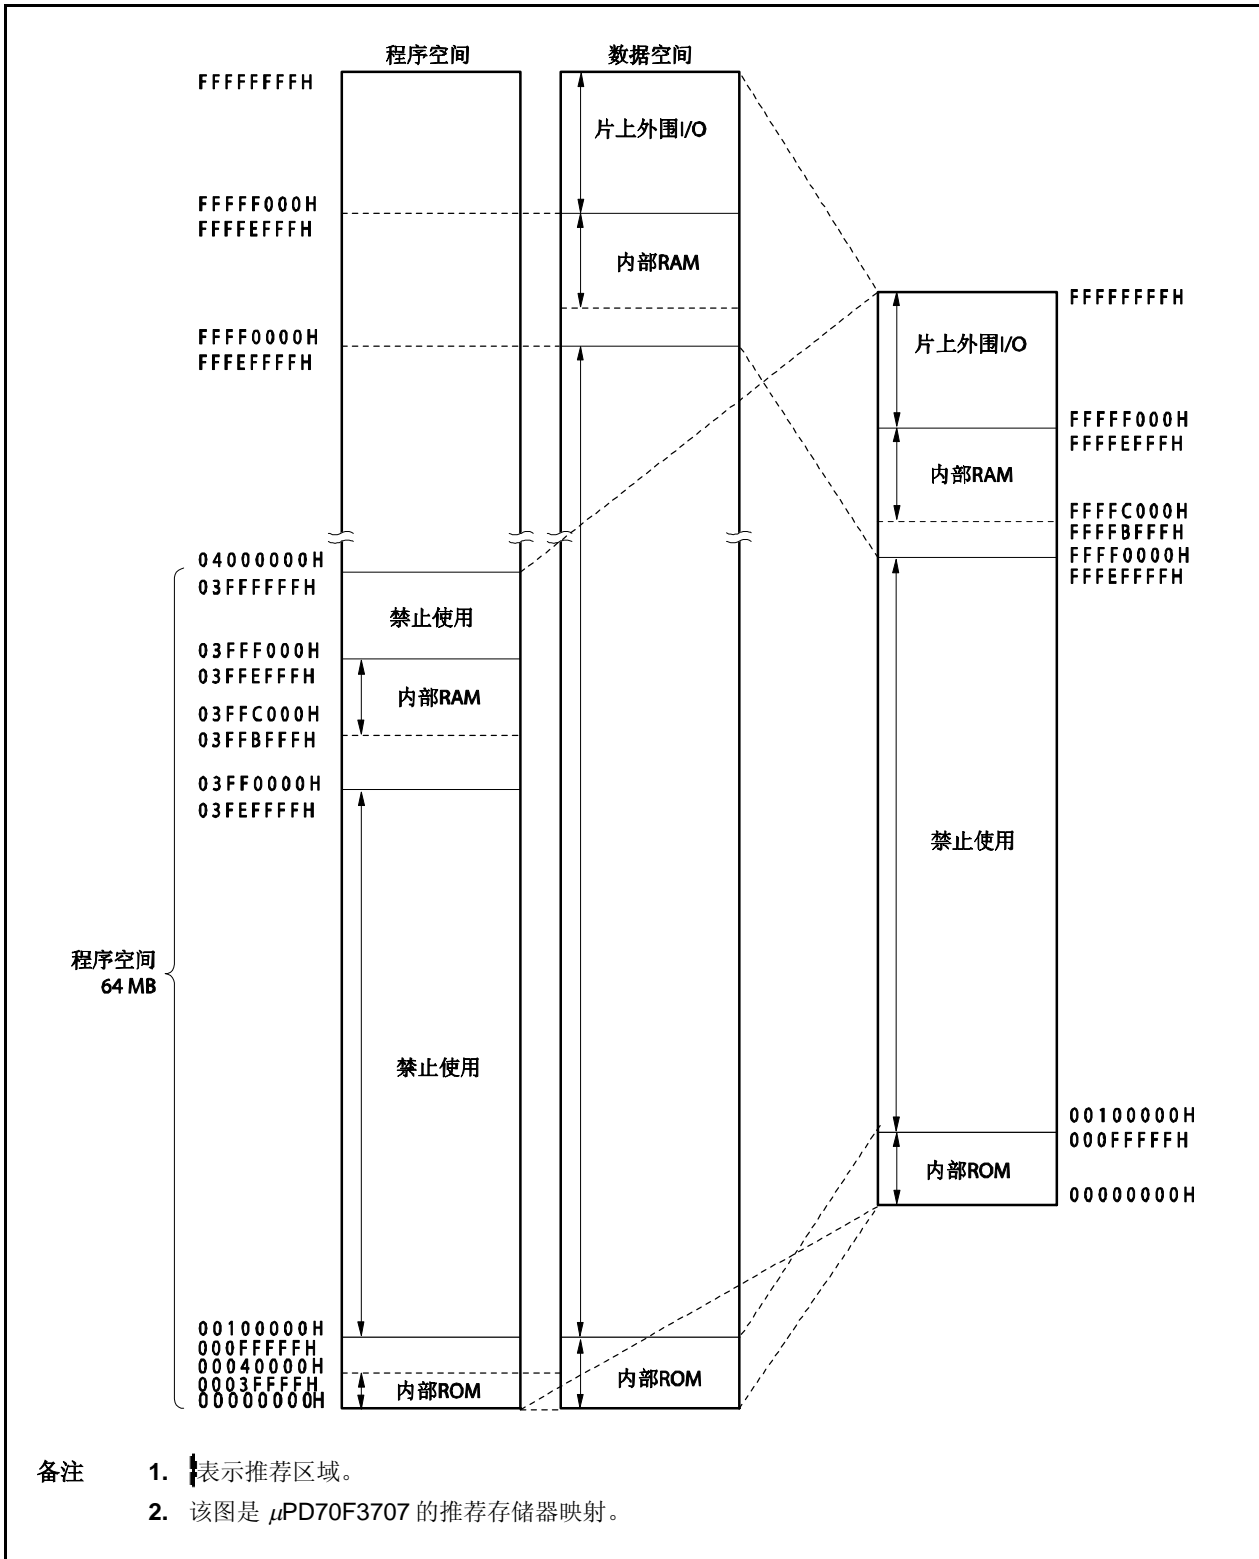 程序空间
数据空间
FFFFFFFFH
片上外围I/O
FFFFF000H
FFFFEFFFH
内部RAM
FFFF0000H
FFFEFFFFH
04000000H
03FFFFFFH
禁止使用
03FFF000H
03FFEFFFH
内部RAM
03FFC000H
03FFBFFFH
03FF0000H
03FEFFFFH
程序空间
64 MB
禁止使用
00100000H
000FFFFFH
00040000H
0003FFFFH
00000000H
内部ROM
内部ROM
FFFFFFFFH
片上外围I/O
FFFFF000H
FFFFEFFFH
内部RAM
FFFFC000H
FFFFBFFFH
FFFF0000H
FFFEFFFFH
禁止使用
00100000H
000FFFFFH
内部ROM
00000000H
备注 1. 表示推荐区域。
2. 该图是 μPD70F3707 的推荐存储器映射。